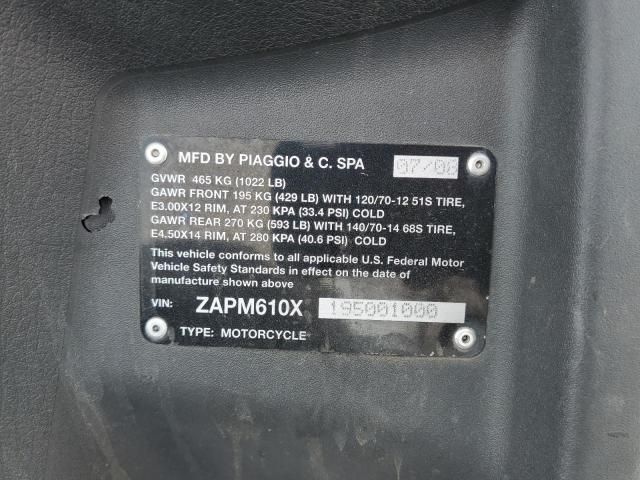 MFD BY PIAGGIO & C. SPA 07/08
GVWR 465 KG (1022 LB)
GAWR FRONT 195 KG (429 LB) WITH 120/70-12 51S TIRE,
E3.00X12 RIM, AT 230 KPA (33.4 PSI) COLD
GAWR REAR 270 KG (593 LB) WITH 140/70-14 68S TIRE,
E4.50X14 RIM, AT 280 KPA (40.6 PSI) COLD
This vehicle conforms to all applicable U.S. Federal Motor
Vehicle Safety Standards in effect on the date of
manufacture shown above
VIN: ZAPM610X 195001000
TYPE: MOTORCYCLE